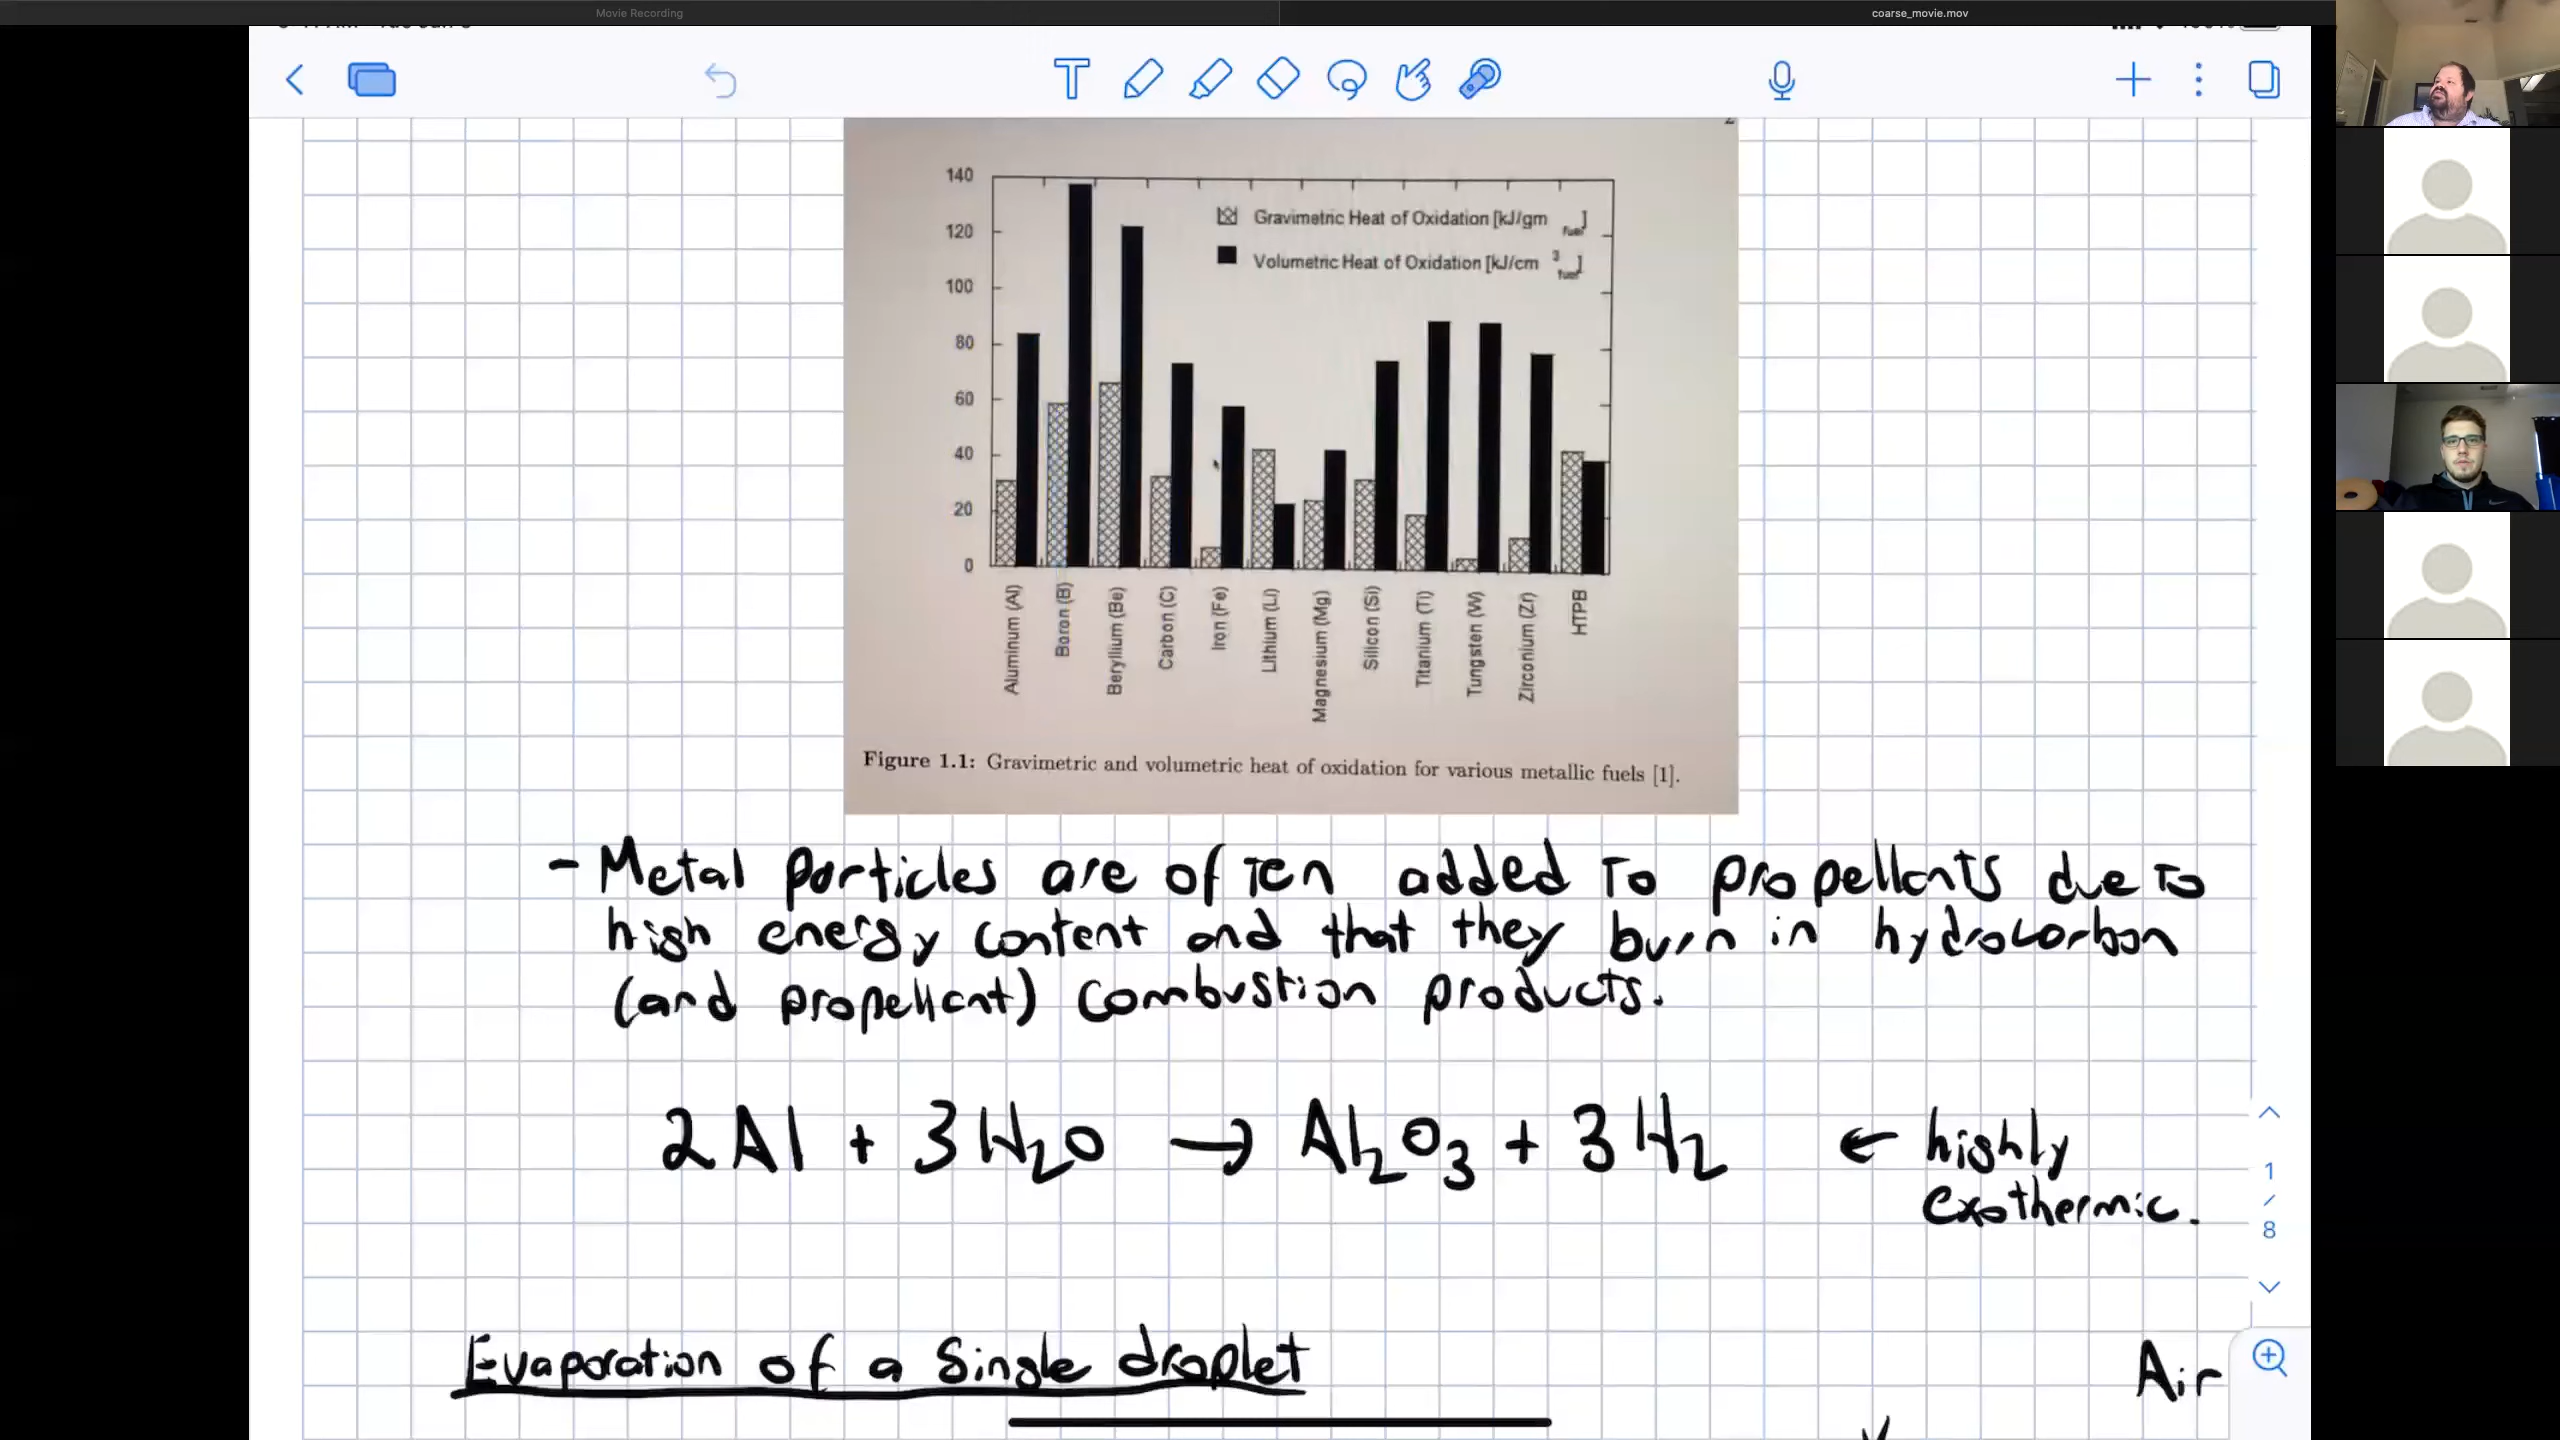 Movie Recording
coarse_movie.mov
140
120
100
80
60
40
20
0
Gravimetric Heat of Oxidation [kJ/gm fuel]
Volumetric Heat of Oxidation [kJ/cm 3 fuel]
Aluminum (Al)
Boron (B)
Beryllium (Be)
Carbon (C)
Iron (Fe)
Lithium (Li)
Magnesium (Mg)
Silicon (Si)
Titanium (Ti)
Tungsten (W)
Zirconium (Zr)
HTPB
Figure 1.1: Gravimetric and volumetric heat of oxidation for various metallic fuels [1].
- Metal particles are often added to propellants due to
high energy content and that they burn in hydrocarbon
(and propellant) combustion products.
2Al + 3H2O → Al2O3 + 3H2 ← highly
exothermic.
1
/
8
Evaporation of a Single droplet
Air